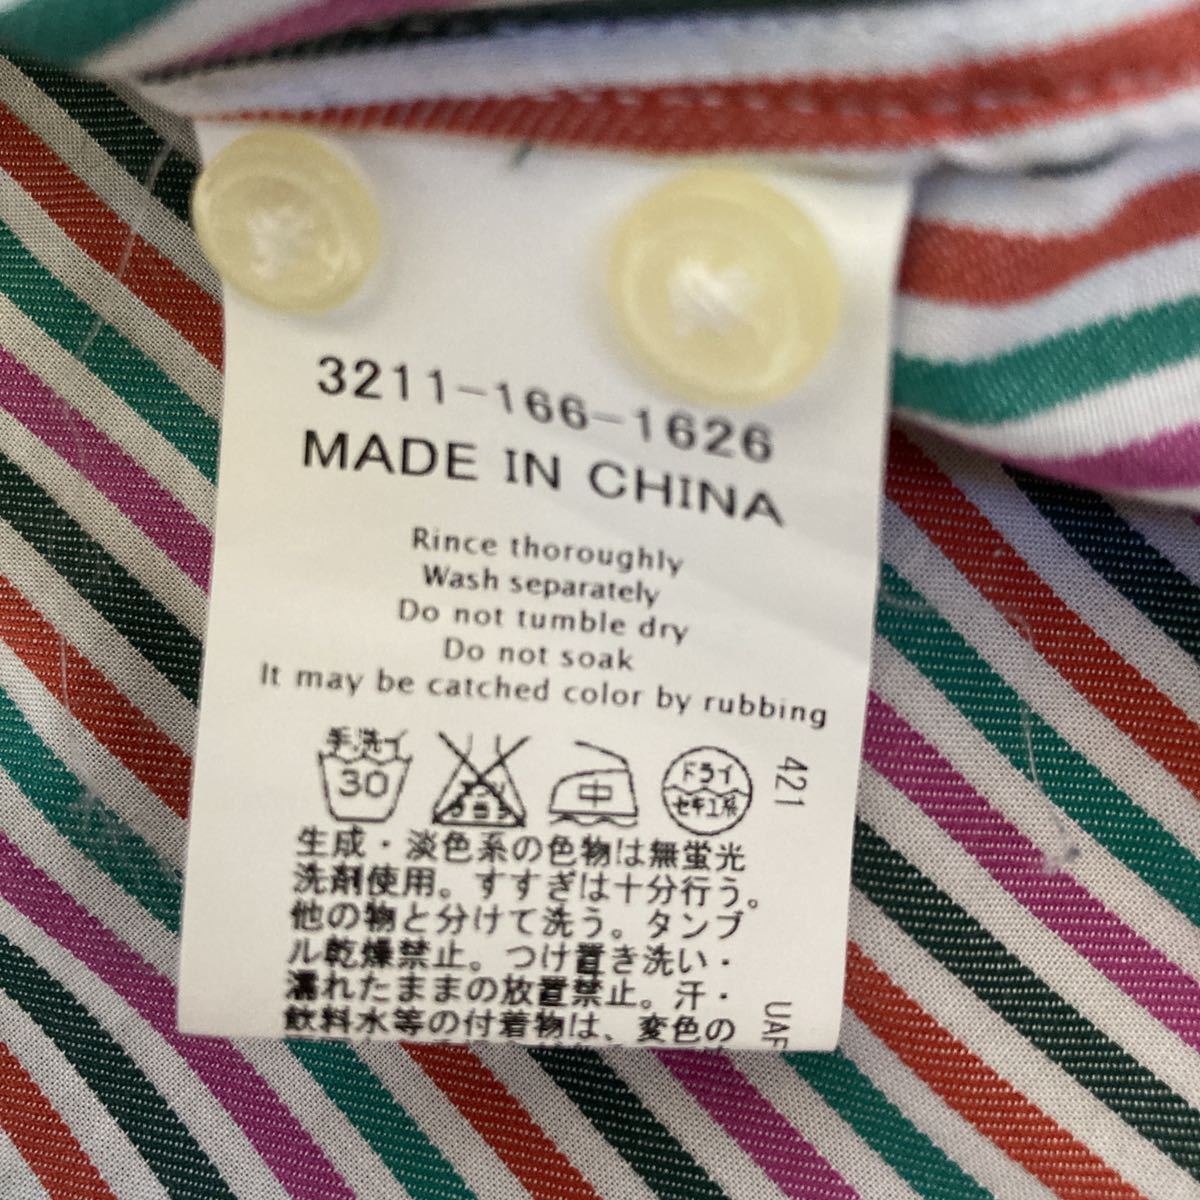 3211-166-1626
MADE IN CHINA
Rince thoroughly
Wash separately
Do not tumble dry
Do not soak
It may be catched color by rubbing
手洗イ
30
中
ドライ
セキユ系
421
生成・淡色系の色物は無蛍光
洗剤使用。すすぎは十分行う。
他の物と分けて洗う。タンブ
ル乾燥禁止。つけ置き洗い・
濡れたままの放置禁止。汗・
飲料水等の付着物は、変色の
UAF